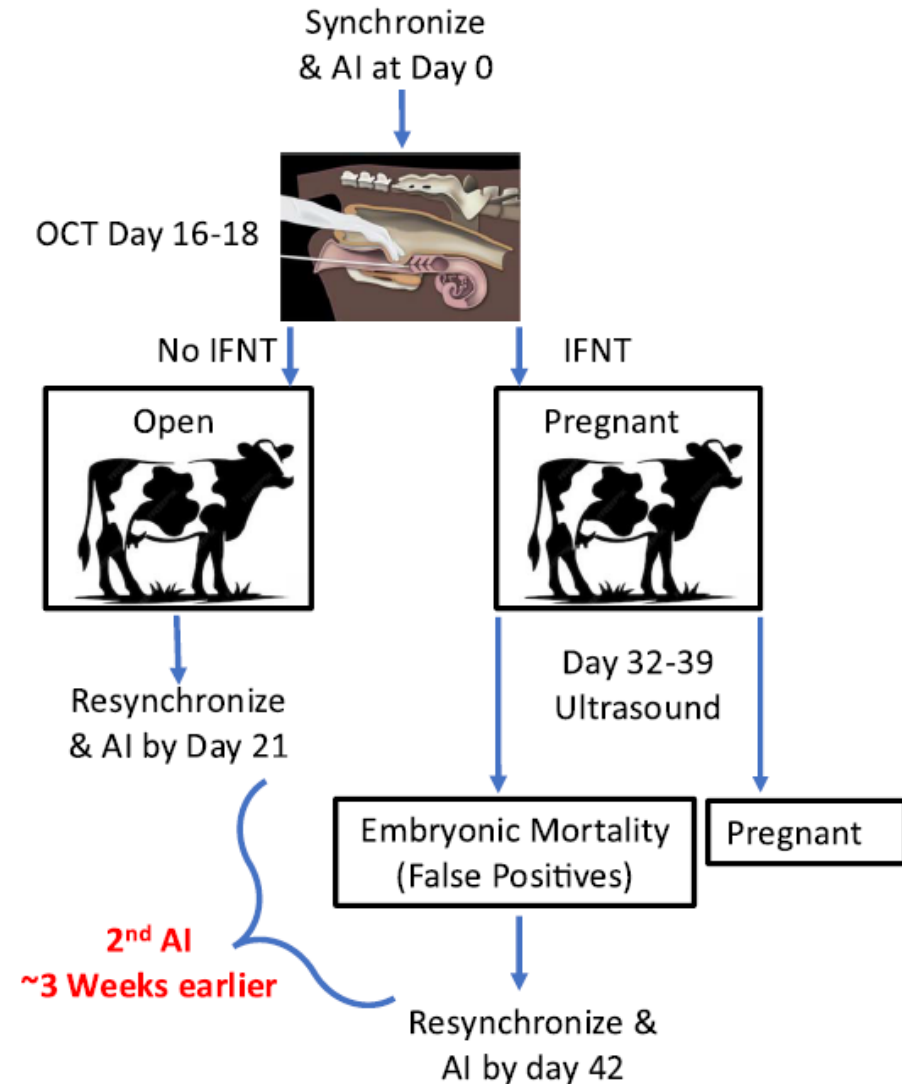 Synchronize
& AI at Day 0
OCT Day 16-18
No IFNT
IFNT
Open
Pregnant
Day 32-39
Ultrasound
Resynchronize
& AI by Day 21
Embryonic Mortality
(False Positives)
Pregnant
2nd AI
~3 Weeks earlier
Resynchronize &
AI by day 42